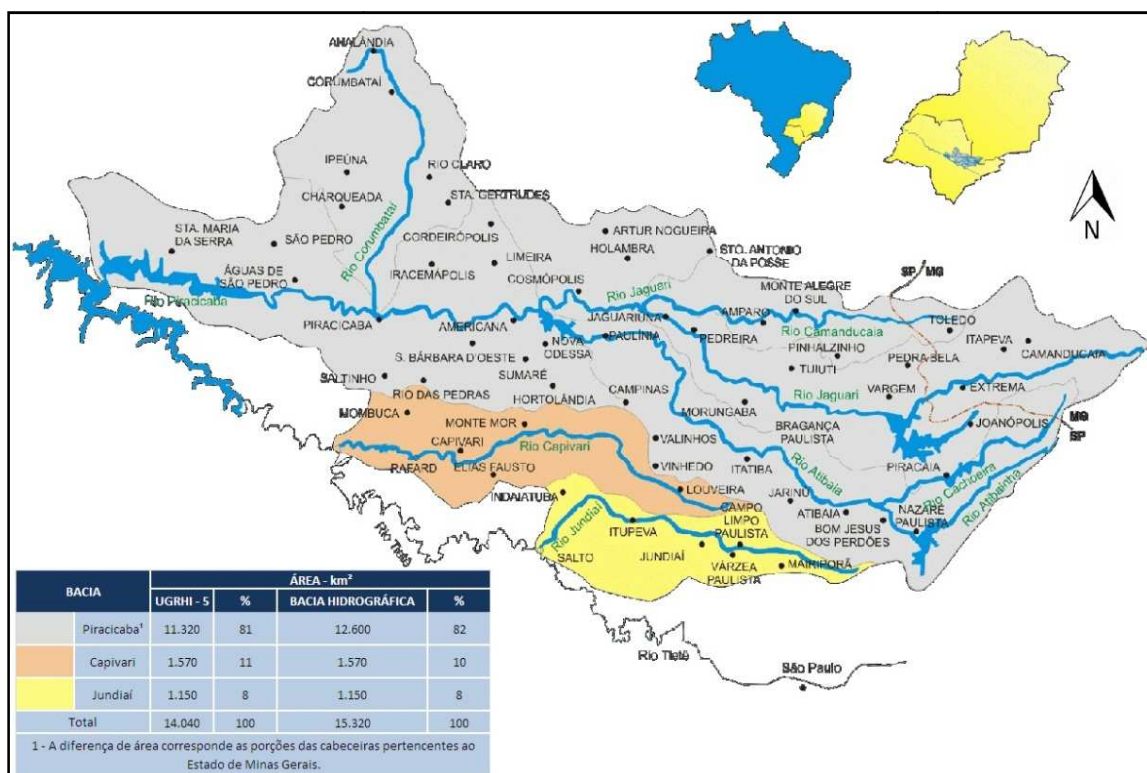 ANALÂNDIA
CORUMBATAÍ
IPEÚNA
RIO CLARO
CHARQUEADA
STA. GERTRUDES
Rio Corumbataí
STA. MARIA
DA SERRA
SÃO PEDRO
CORDEIRÓPOLIS
ARTUR NOGUEIRA
HOLAMBRA
STO. ANTONIO
DA POSSE
SP MG
N
ÁGUAS DE
SÃO PEDRO
IRACEMÁPOLIS
LIMEIRA
COSMÓPOLIS
Rio Jaguari
MONTE ALEGRE
DO SUL
Rio Piracicaba
PIRACICABA
AMERICANA
JAGUARIUNA
AMPARO
Rio Camanducaia
TOLEDO
ITAPEVA
CAMANDUCAIA
PAULÍNIA
PEDREIRA
PINHALZINHO
PEDRA BELA
S. BÁRBARA D'OESTE
NOVA
ODESSA
TUIUTI
SALTINHO
RIO DAS PEDRAS
SUMARÉ
HORTOLÂNDIA
CAMPINAS
Rio Jaguari
VARGEM
EXTREMA
MOMBUCA
MONTE MOR
MORUNGABA
BRAGANÇA
PAULISTA
JOANÓPOLIS
MG
SP
CAPIVARI
Rio Capivari
VALINHOS
RAFARD
ELIAS FAUSTO
VINHEDO
ITATIBA
Rio Atibaia
PIRACAIA
Rio Cachoeira
Rio Atibainha
INDAIATUBA
LOUVEIRA
JARINU
ATIBAIA
NAZARÉ
PAULISTA
BOM JESUS
DOS PERDÕES
CAMPO
LIMPO
PAULISTA
Rio Tietê
Rio Jundiaí
ITUPEVA
SALTO
JUNDIAÍ
VÁRZEA
PAULISTA
MAIRIPORÃ
Rio Tietê
São Paulo
BACIA ÁREA - km²
UGRHI - 5 % BACIA HIDROGRÁFICA %
Piracicaba¹ 11.320 81 12.600 82
Capivari 1.570 11 1.570 10
Jundiaí 1.150 8 1.150 8
Total 14.040 100 15.320 100
1 - A diferença de área corresponde as porções das cabeceiras pertencentes ao
Estado de Minas Gerais.